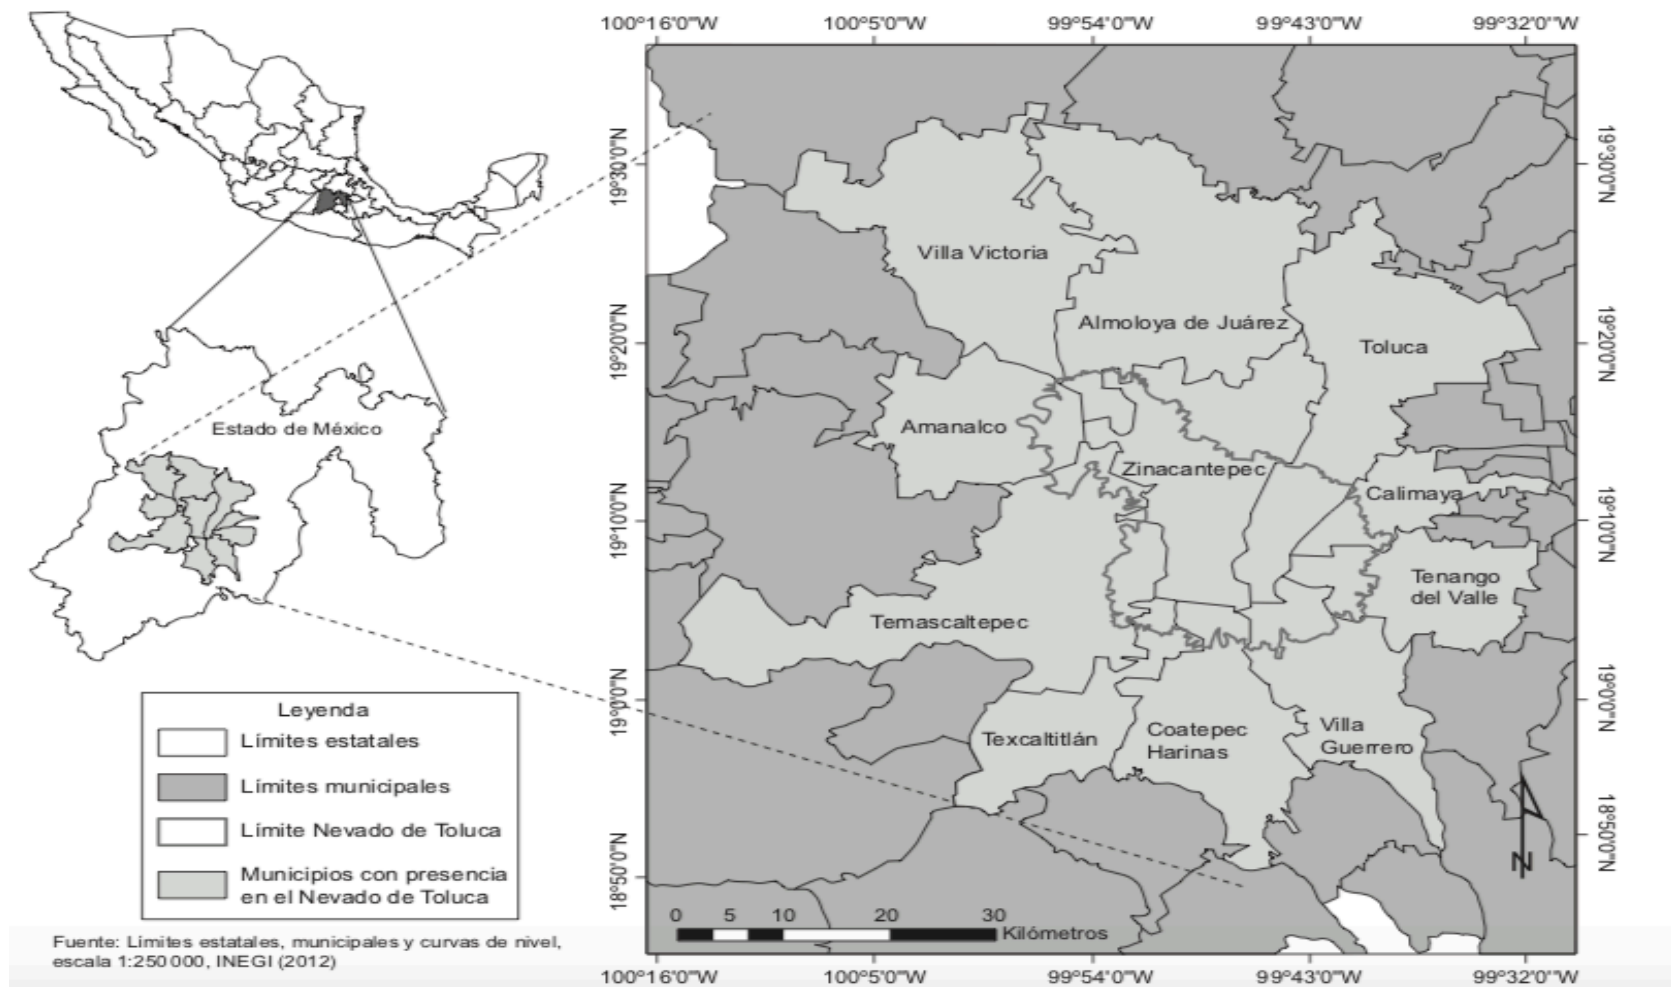 100°16'0"W 100°5'0"W 99°54'0"W 99°43'0"W 99°32'0"W
19°30'0"N
19°20'0"N
19°10'0"N
19°0'0"N
18°50'0"N
Villa Victoria
Almoloya de Juárez
Toluca
Amanalco
Zinacantepec
Calimaya
Tenango
del Valle
Temascaltepec
Texcaltitlán
Coatepec
Harinas
Villa
Guerrero
19°30'0"N
19°20'0"N
19°10'0"N
19°0'0"N
18°50'0"N
N
0 5 10 20 30
Kilómetros
100°16'0"W 100°5'0"W 99°54'0"W 99°43'0"W 99°32'0"W
Estado de México
Leyenda
Límites estatales
Límites municipales
Límite Nevado de Toluca
Municipios con presencia
en el Nevado de Toluca
Fuente: Límites estatales, municipales y curvas de nivel,
escala 1:250 000, INEGI (2012)